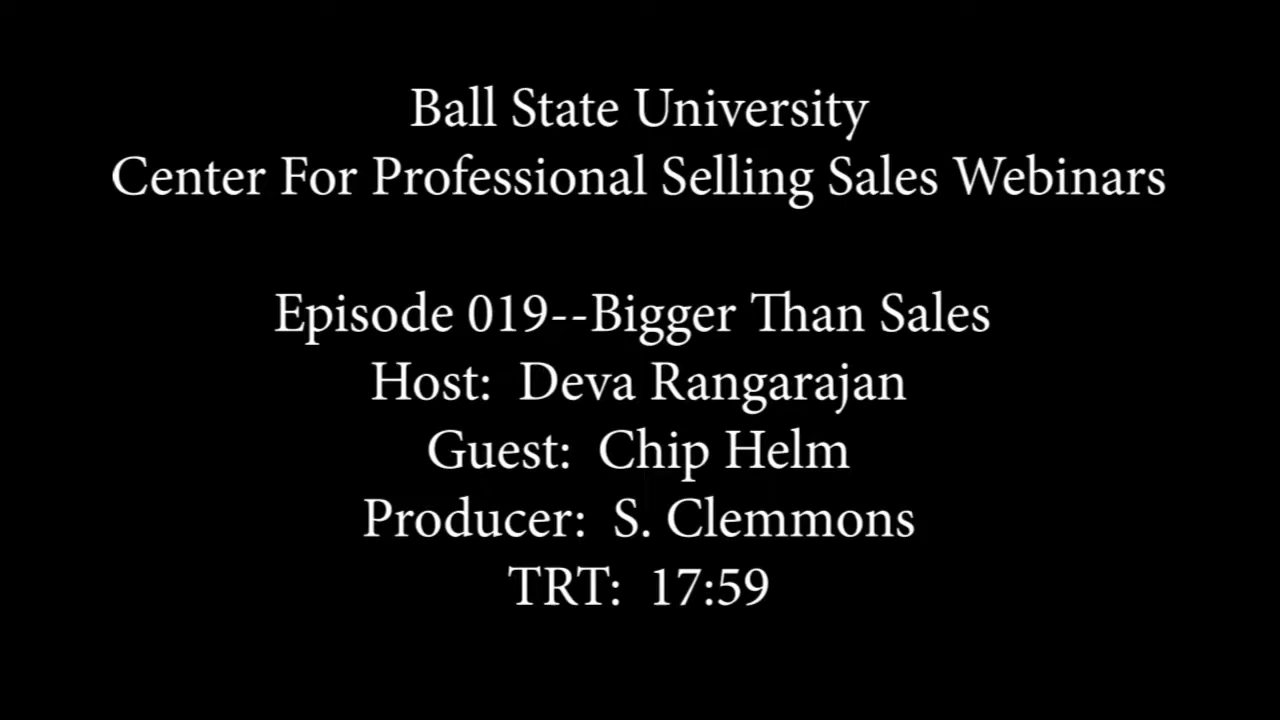 Ball State University
Center For Professional Selling Sales Webinars
Episode 019--Bigger Than Sales
Host:  Deva Rangarajan
Guest:  Chip Helm
Producer:  S. Clemmons
TRT:  17:59